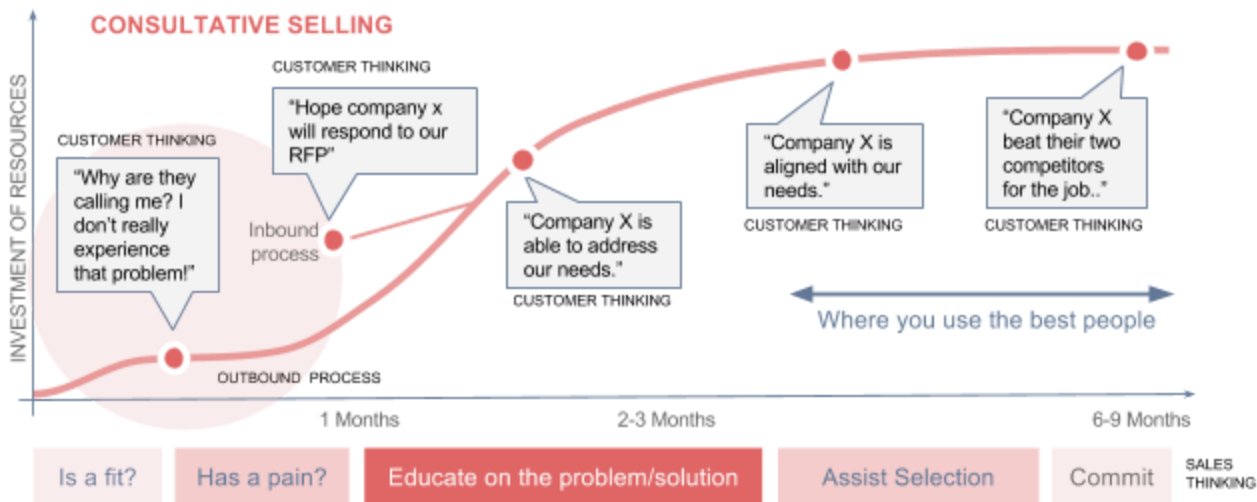 CONSULTATIVE SELLING
INVESTMENT OF RESOURCES
CUSTOMER THINKING
“Why are they
calling me? I
don’t really
experience
that problem!”
CUSTOMER THINKING
“Hope company x
will respond to our
RFP”
Inbound
process
OUTBOUND PROCESS
“Company X is
able to address
our needs.”
CUSTOMER THINKING
“Company X is
aligned with our
needs.”
CUSTOMER THINKING
“Company X
beat their two
competitors
for the job..”
CUSTOMER THINKING
Where you use the best people
1 Months
2-3 Months
6-9 Months
Is a fit?
Has a pain?
Educate on the problem/solution
Assist Selection
Commit
SALES
THINKING